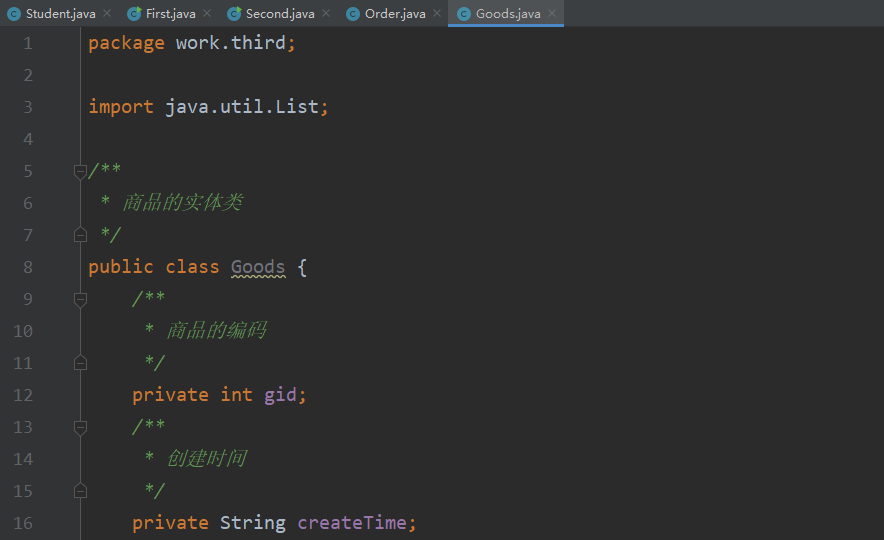 Student.java First.java Second.java Order.java Goods.java
1 package work.third;
2
3 import java.util.List;
4
5 /**
6 * 商品的实体类
7 */
8 public class Goods {
9 /**
10 * 商品的编码
11 */
12 private int gid;
13 /**
14 * 创建时间
15 */
16 private String createTime;